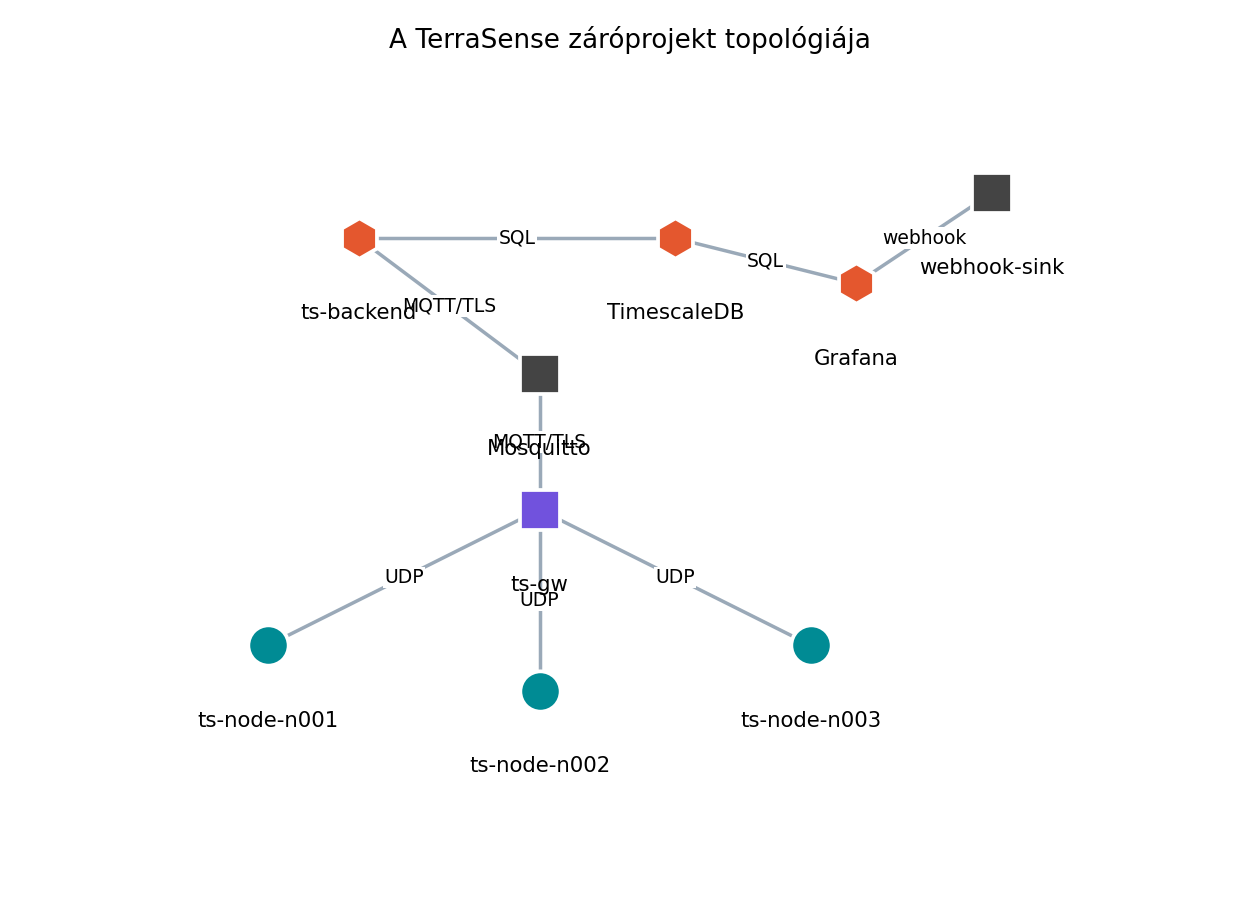 A TerraSense záróprojekt topológiája
webhook
webhook-sink
SQL
SQL
ts-backend
MQTT/TLS
TimescaleDB
Grafana
MQTT/TLS
Mosquitto
UDP
ts-gw
UDP
UDP
ts-node-n001
ts-node-n002
ts-node-n003